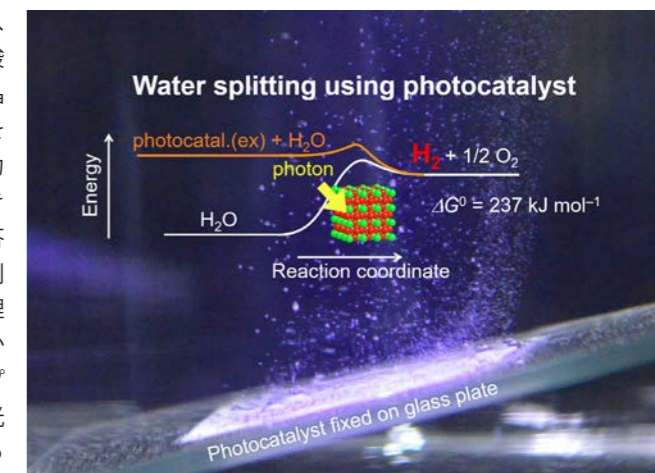 Water splitting using photocatalyst
photocatal.(ex) + H₂O
H₂ + 1/2 O₂
photon
Energy
H₂O
ΔG⁰ = 237 kJ mol⁻¹
Reaction coordinate
Photocatalyst fixed on glass plate